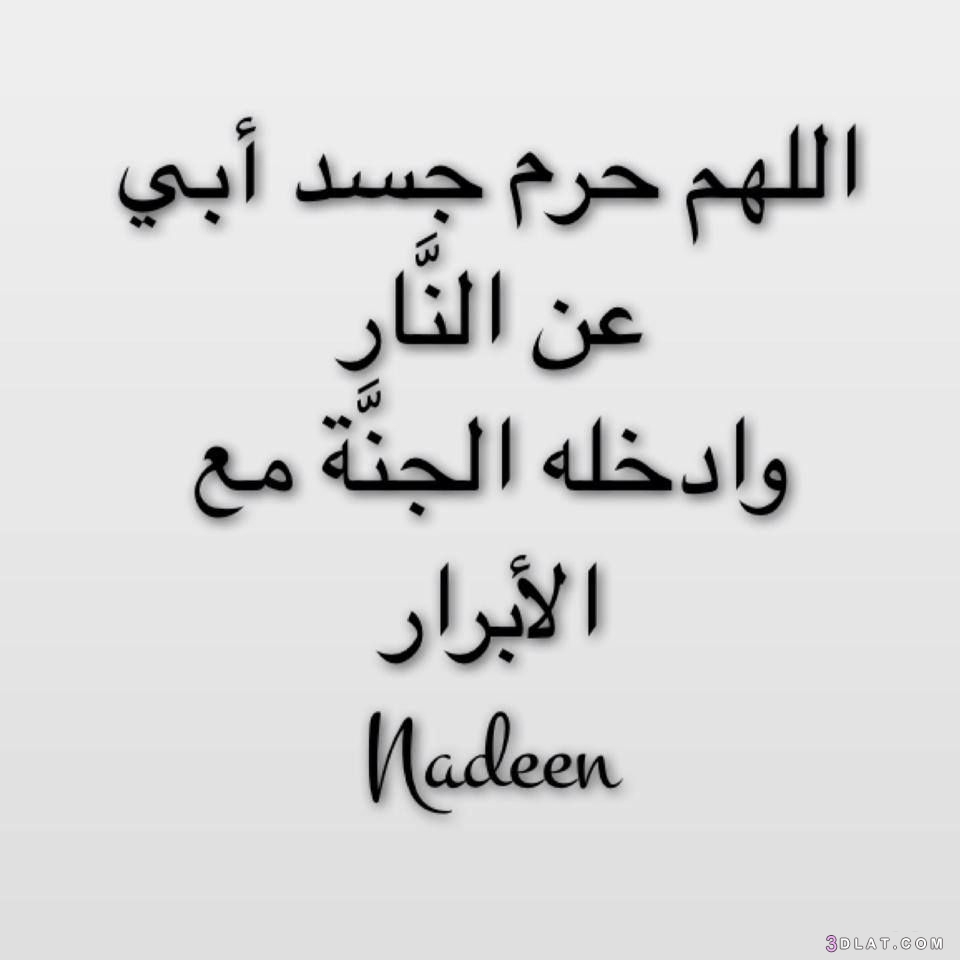 اللهم حرم جسد أبي
عن النَّار
وادخله الجنَّة مع
الأبرار
Nadeen
3DLAT.COM